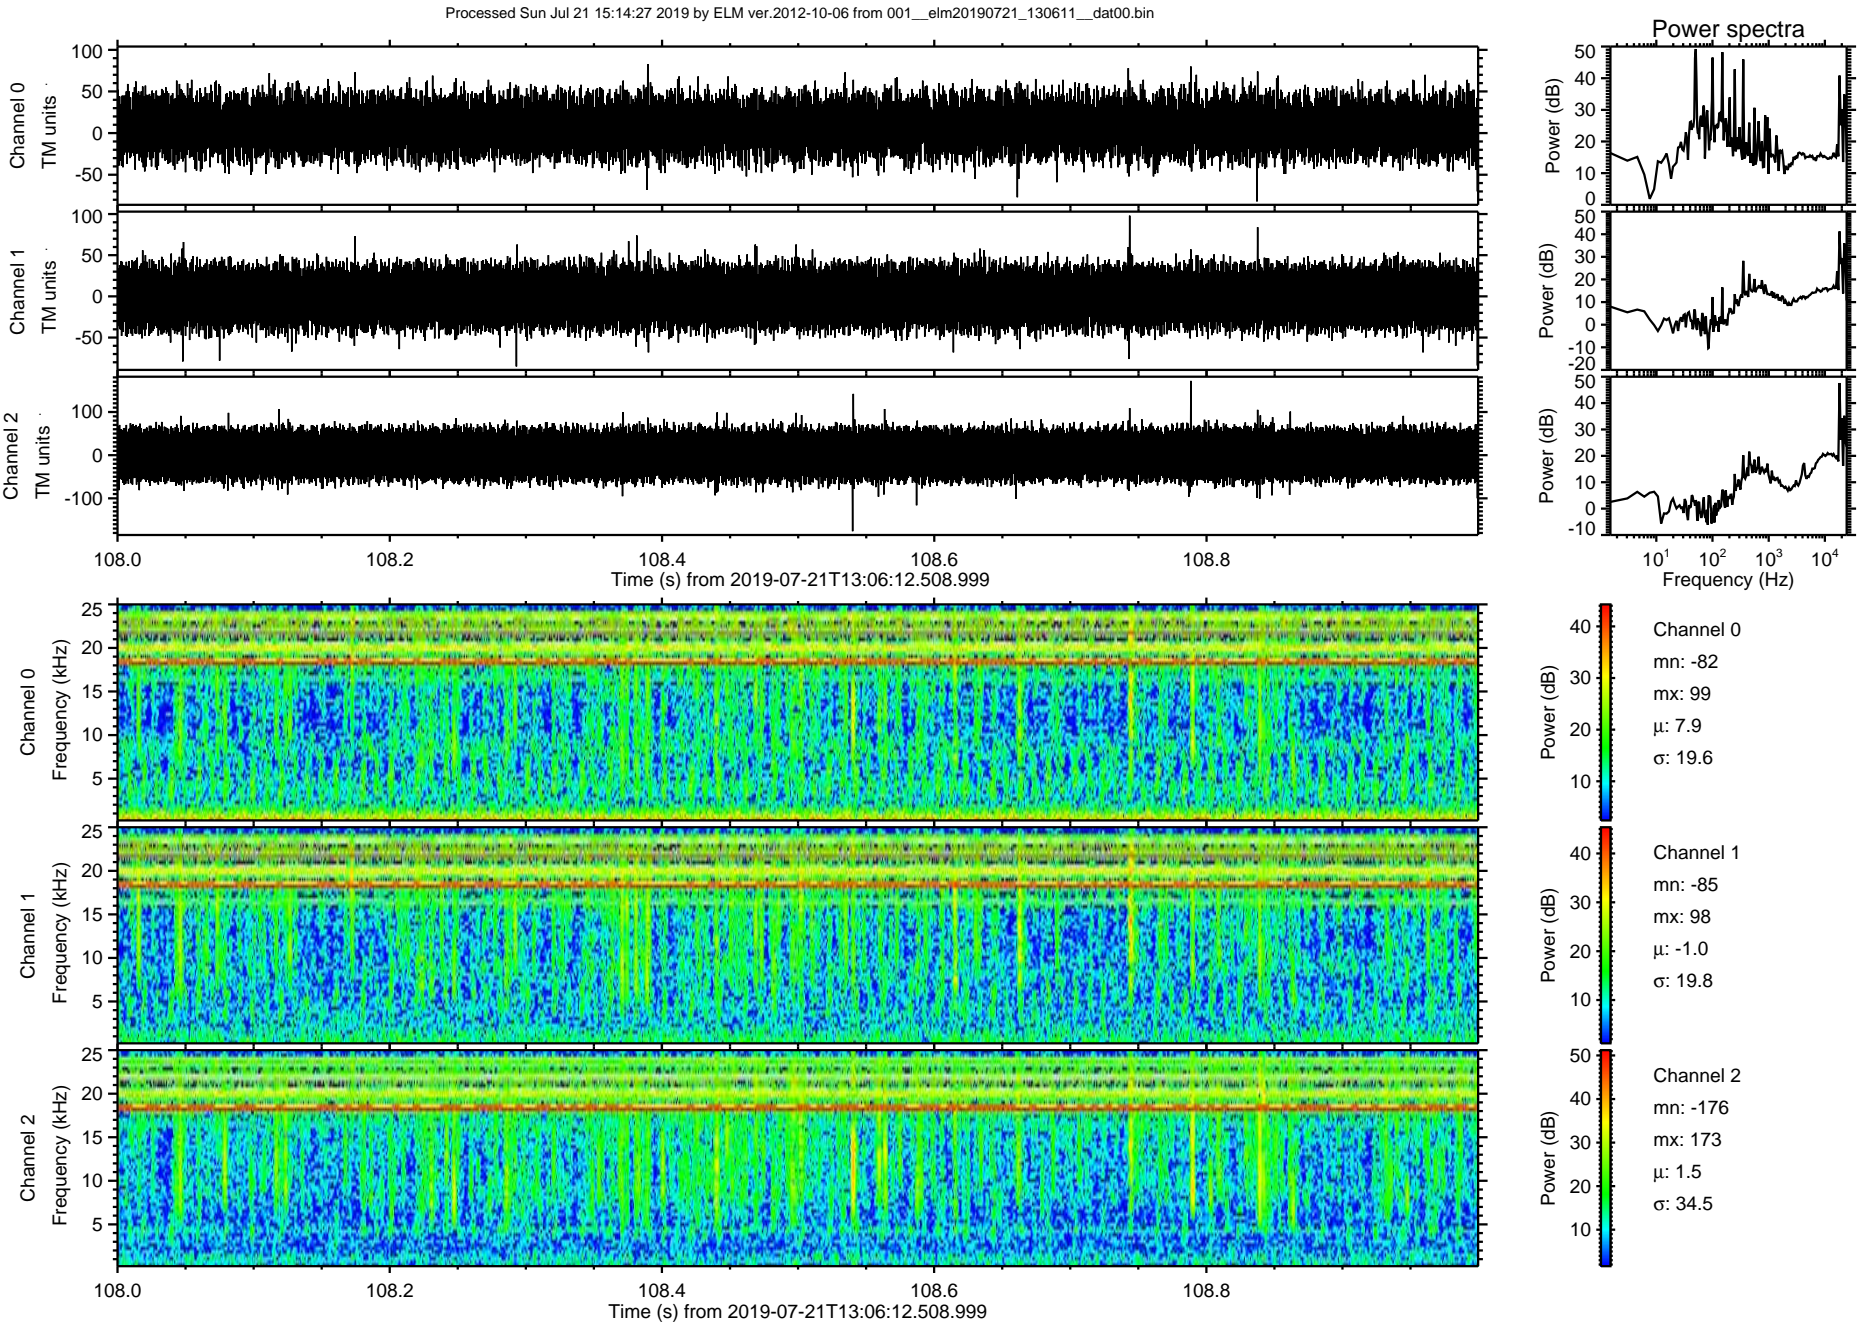 Processed Sun Jul 21 15:14:27 2019 by ELM ver.2012-10-06 from 001__elm20190721_130611__dat00.bin
Power spectra
Channel 0
TM units
100
50
0
-50
Power (dB)
50
40
30
20
10
0
Channel 1
TM units
100
50
0
-50
Power (dB)
50
40
30
20
10
0
-10
-20
Channel 2
TM units
100
0
-100
Power (dB)
50
40
30
20
10
0
-10
108.0 108.2 108.4 108.6 108.8
Time (s) from 2019-07-21T13:06:12.508.999
10¹ 10² 10³ 10⁴
Frequency (Hz)
Channel 0
Frequency (kHz)
25
20
15
10
5
Power (dB)
40
30
20
10
Channel 0
mn: -82
mx: 99
μ: 7.9
σ: 19.6
Channel 1
Frequency (kHz)
25
20
15
10
5
Power (dB)
40
30
20
10
Channel 1
mn: -85
mx: 98
μ: -1.0
σ: 19.8
Channel 2
Frequency (kHz)
25
20
15
10
5
Power (dB)
50
40
30
20
10
Channel 2
mn: -176
mx: 173
μ: 1.5
σ: 34.5
108.0 108.2 108.4 108.6 108.8
Time (s) from 2019-07-21T13:06:12.508.999